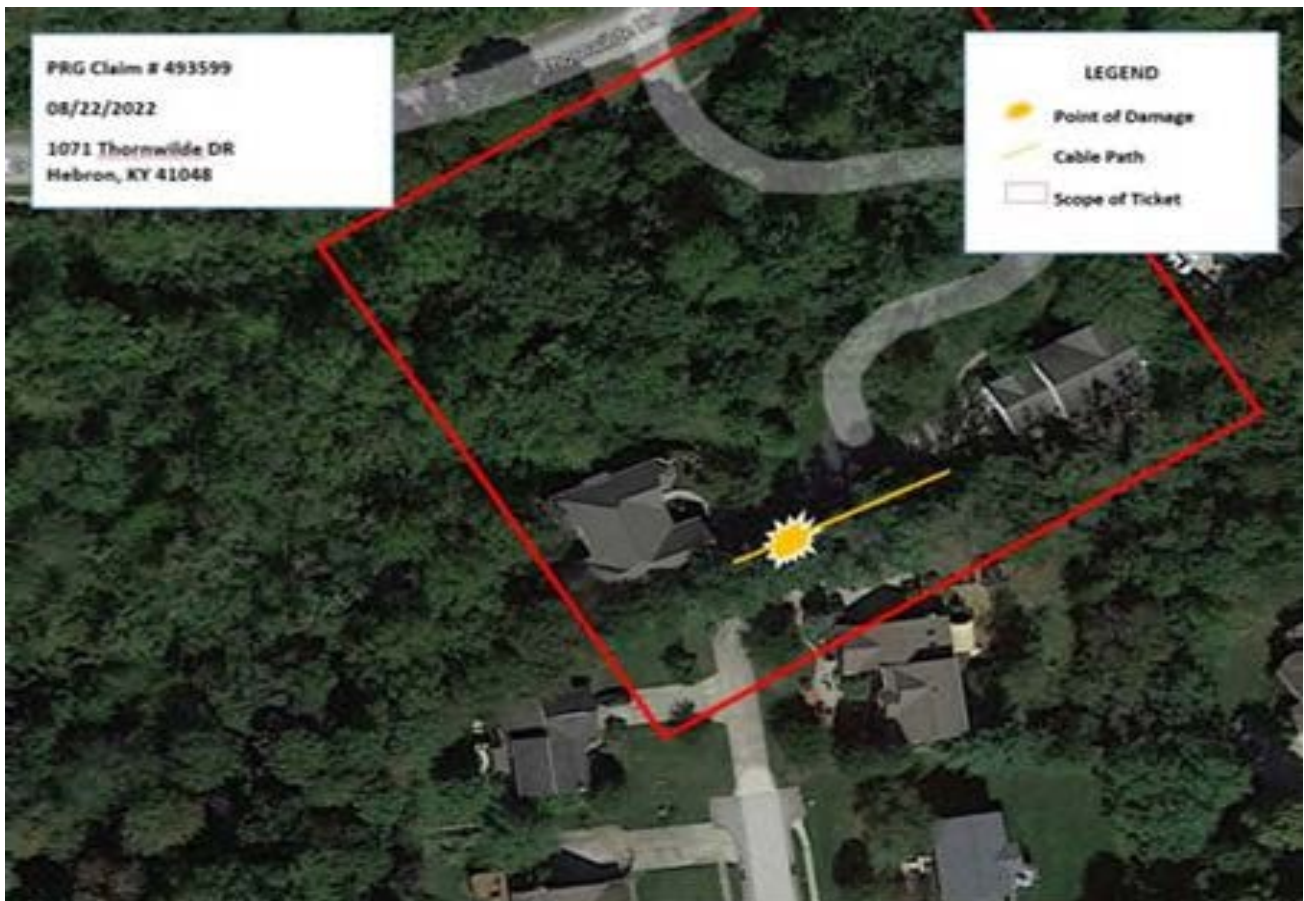 PRG Claim # 493599
08/22/2022
1071 Thornwilde DR
Hebron, KY 41048
LEGEND
Point of Damage
Cable Path
Scope of Ticket